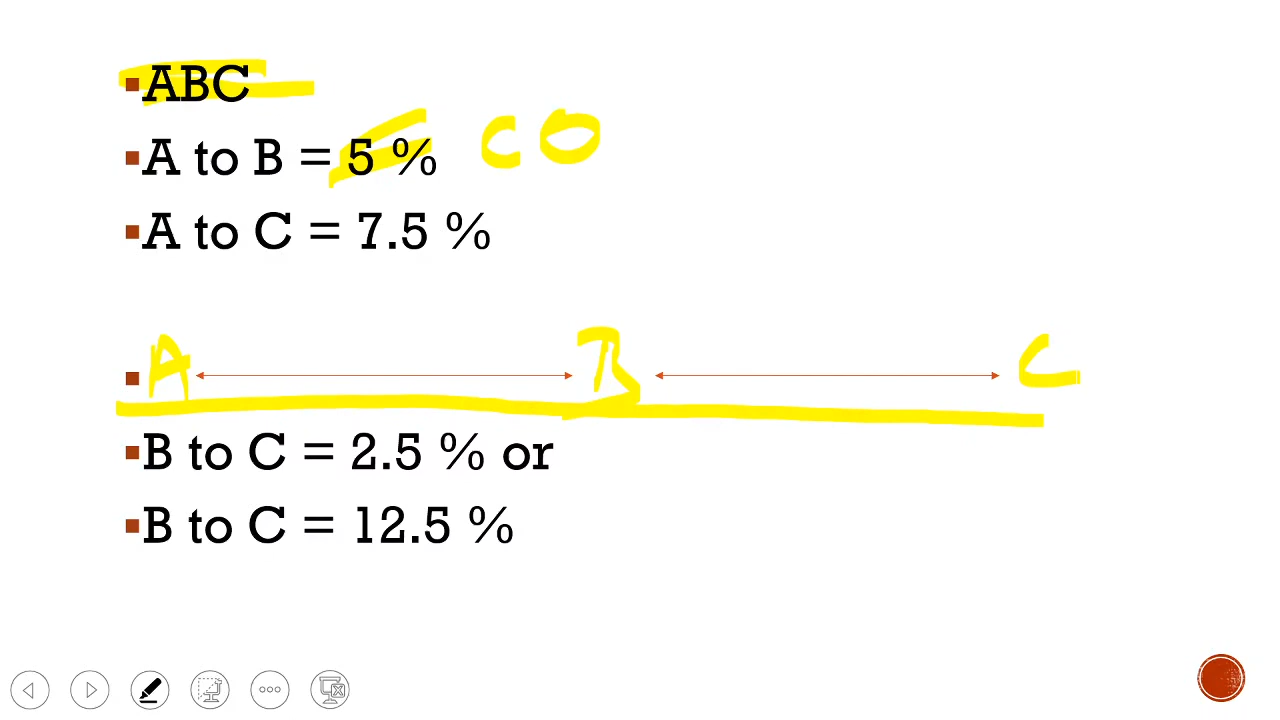 ABC
A to B = 5 % CO
A to C = 7.5 %
A B C
B to C = 2.5 % or
B to C = 12.5 %